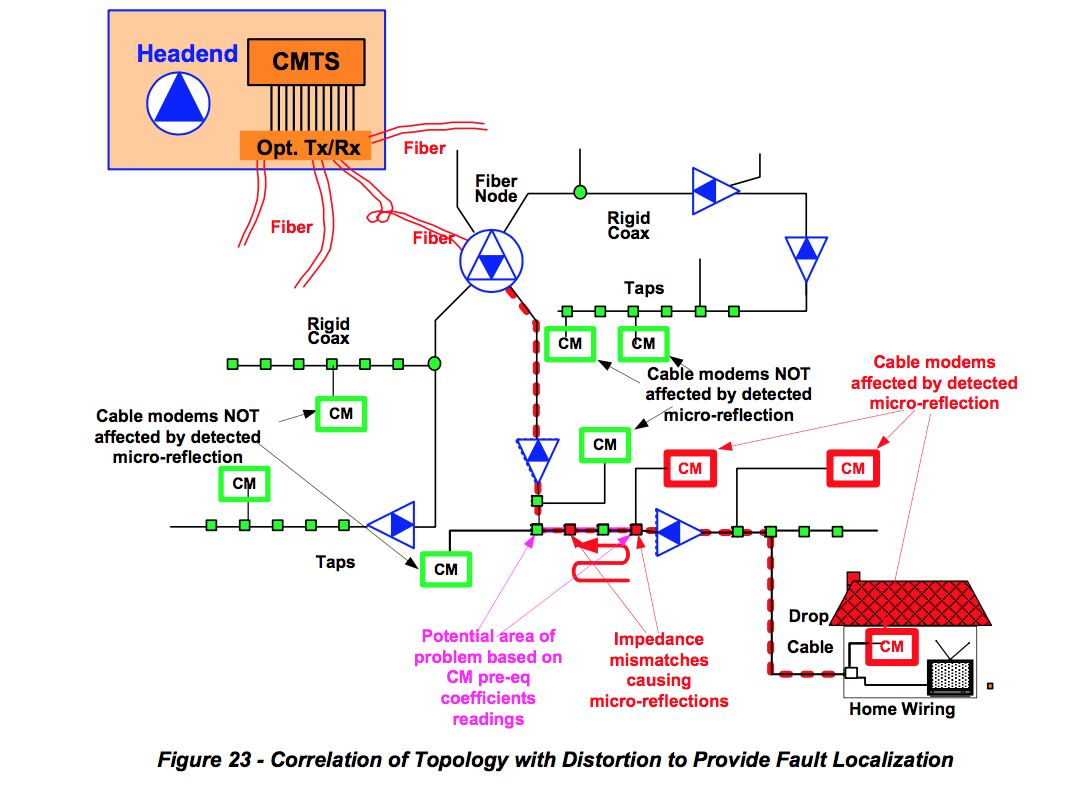 Headend
CMTS
Opt. Tx/Rx
Fiber
Fiber
Fiber
Fiber
Node
Rigid
Coax
Taps
CM
CM
Cable modems NOT
affected by detected
micro-reflection
Cable modems
affected by detected
micro-reflection
Rigid
Coax
CM
Cable modems NOT
affected by detected
micro-reflection
CM
Taps
CM
CM
CM
CM
Potential area of
problem based on
CM pre-eq
coefficients
readings
Impedance
mismatches
causing
micro-reflections
Drop
Cable
CM
Home Wiring
Figure 23 - Correlation of Topology with Distortion to Provide Fault Localization